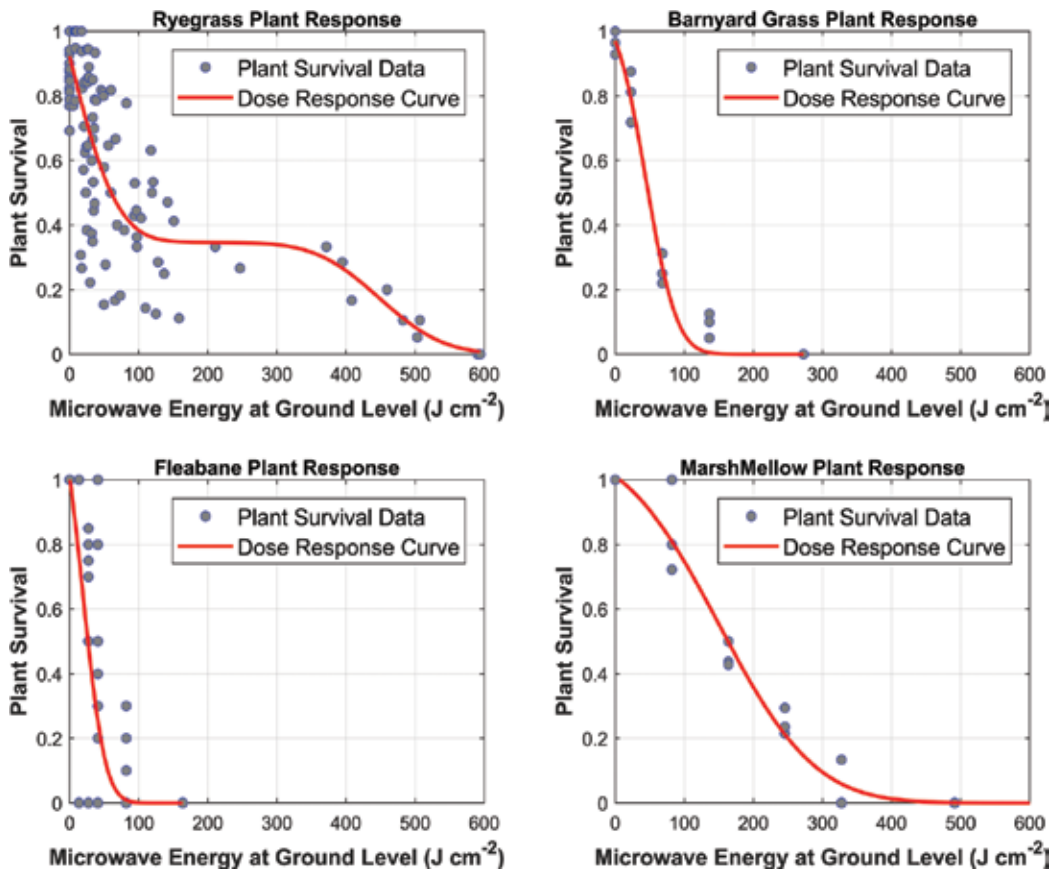 Ryegrass Plant Response
1
0.8
0.6
0.4
0.2
0
Plant Survival
Plant Survival Data
Dose Response Curve
0 100 200 300 400 500 600
Microwave Energy at Ground Level (J cm-2)
Barnyard Grass Plant Response
1
0.8
0.6
0.4
0.2
0
Plant Survival
Plant Survival Data
Dose Response Curve
0 100 200 300 400 500 600
Microwave Energy at Ground Level (J cm-2)
Fleabane Plant Response
1
0.8
0.6
0.4
0.2
0
Plant Survival
Plant Survival Data
Dose Response Curve
0 100 200 300 400 500 600
Microwave Energy at Ground Level (J cm-2)
MarshMellow Plant Response
1
0.8
0.6
0.4
0.2
0
Plant Survival
Plant Survival Data
Dose Response Curve
0 100 200 300 400 500 600
Microwave Energy at Ground Level (J cm-2)